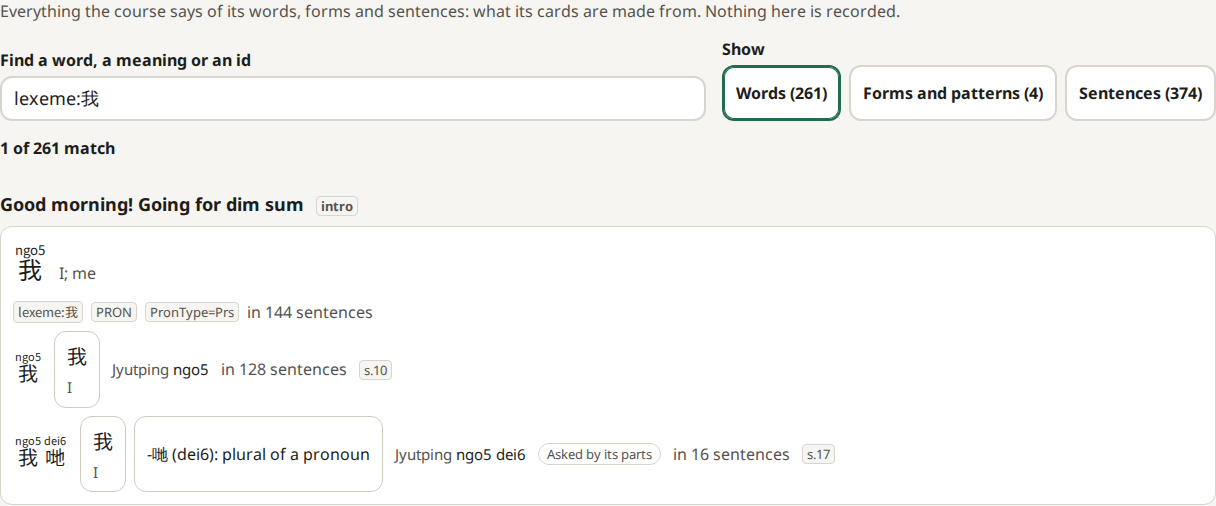 Everything the course says of its words, forms and sentences: what its cards are made from. Nothing here is recorded.
Find a word, a meaning or an id
lexeme:我
Show
Words (261)
Forms and patterns (4)
Sentences (374)
1 of 261 match
Good morning! Going for dim sum intro
ngo5
我 I; me
lexeme:我 PRON PronType=Prs in 144 sentences
ngo5
我
我
I
Jyutping ngo5 in 128 sentences s.10
ngo5 dei6
我 哋
我
I
-哋 (dei6): plural of a pronoun
Jyutping ngo5 dei6 Asked by its parts in 16 sentences s.17